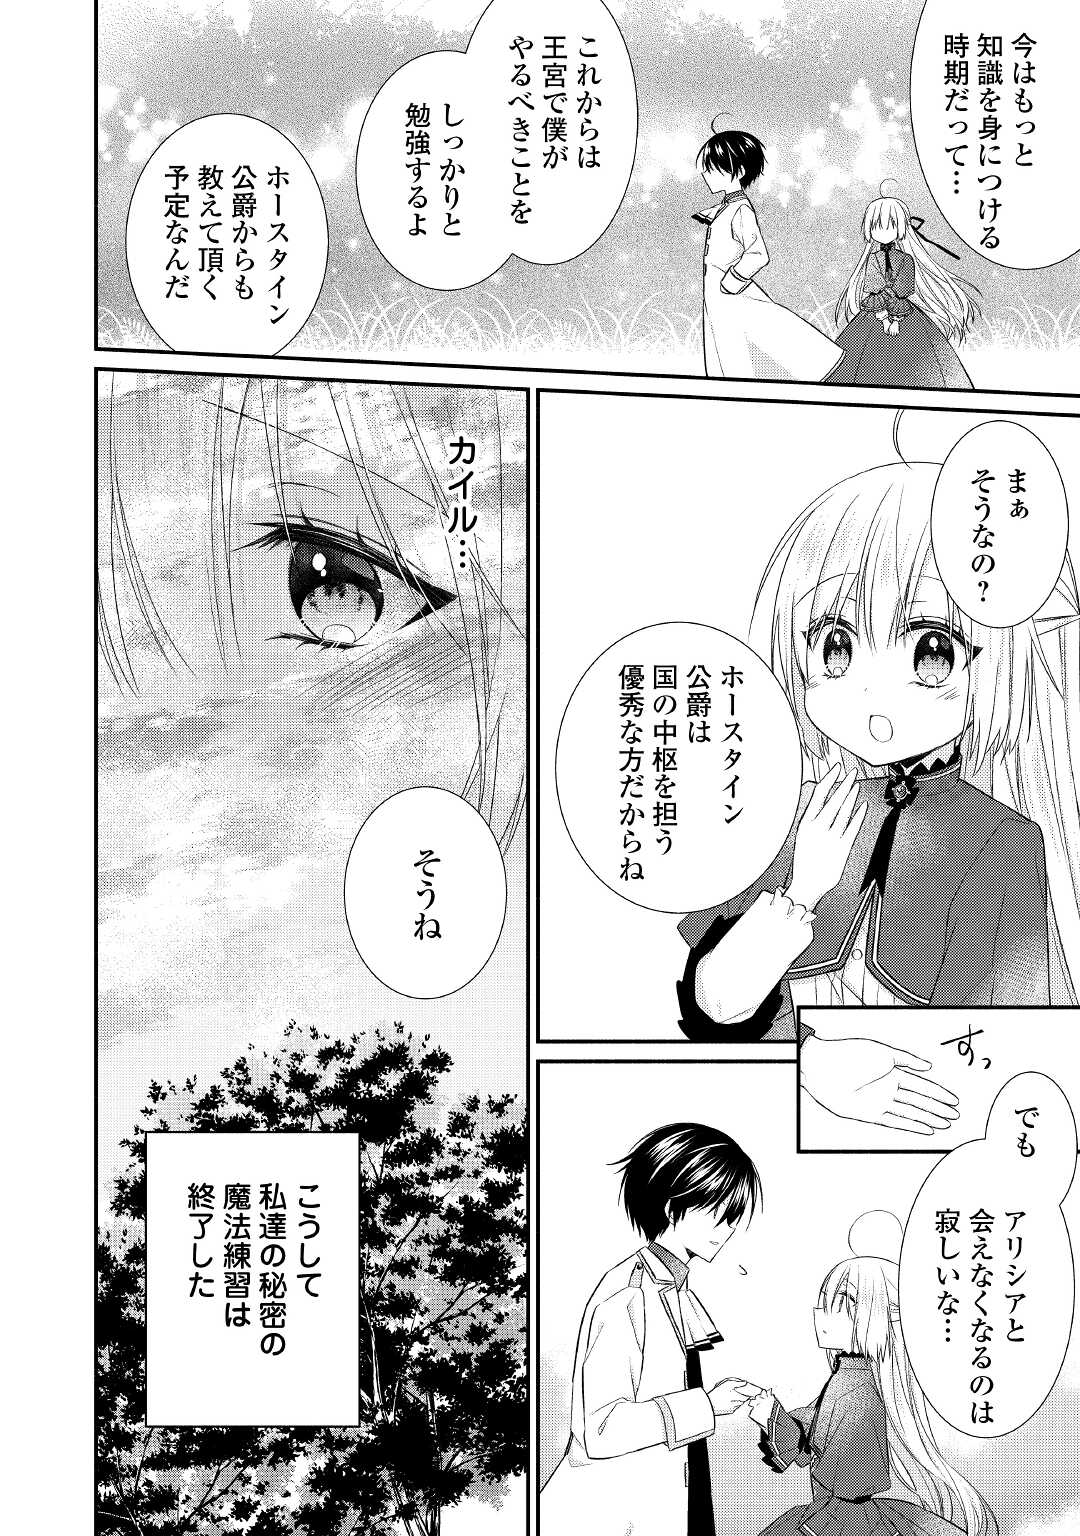 今はもっと
知識を身につける
時期だって…
これからは
王宮で僕が
やるべきことを
しっかりと
勉強するよ
ホースタイン
公爵からも
教えて頂く
予定なんだ
まぁ
そうなの？
ホースタイン
公爵は
国の中枢を担う
優秀な方だからね
すっ
でも
アリシアと
会えなくなるのは
寂しいな…
カイル…
そうね
こうして
私達の秘密の
魔法練習は
終了した